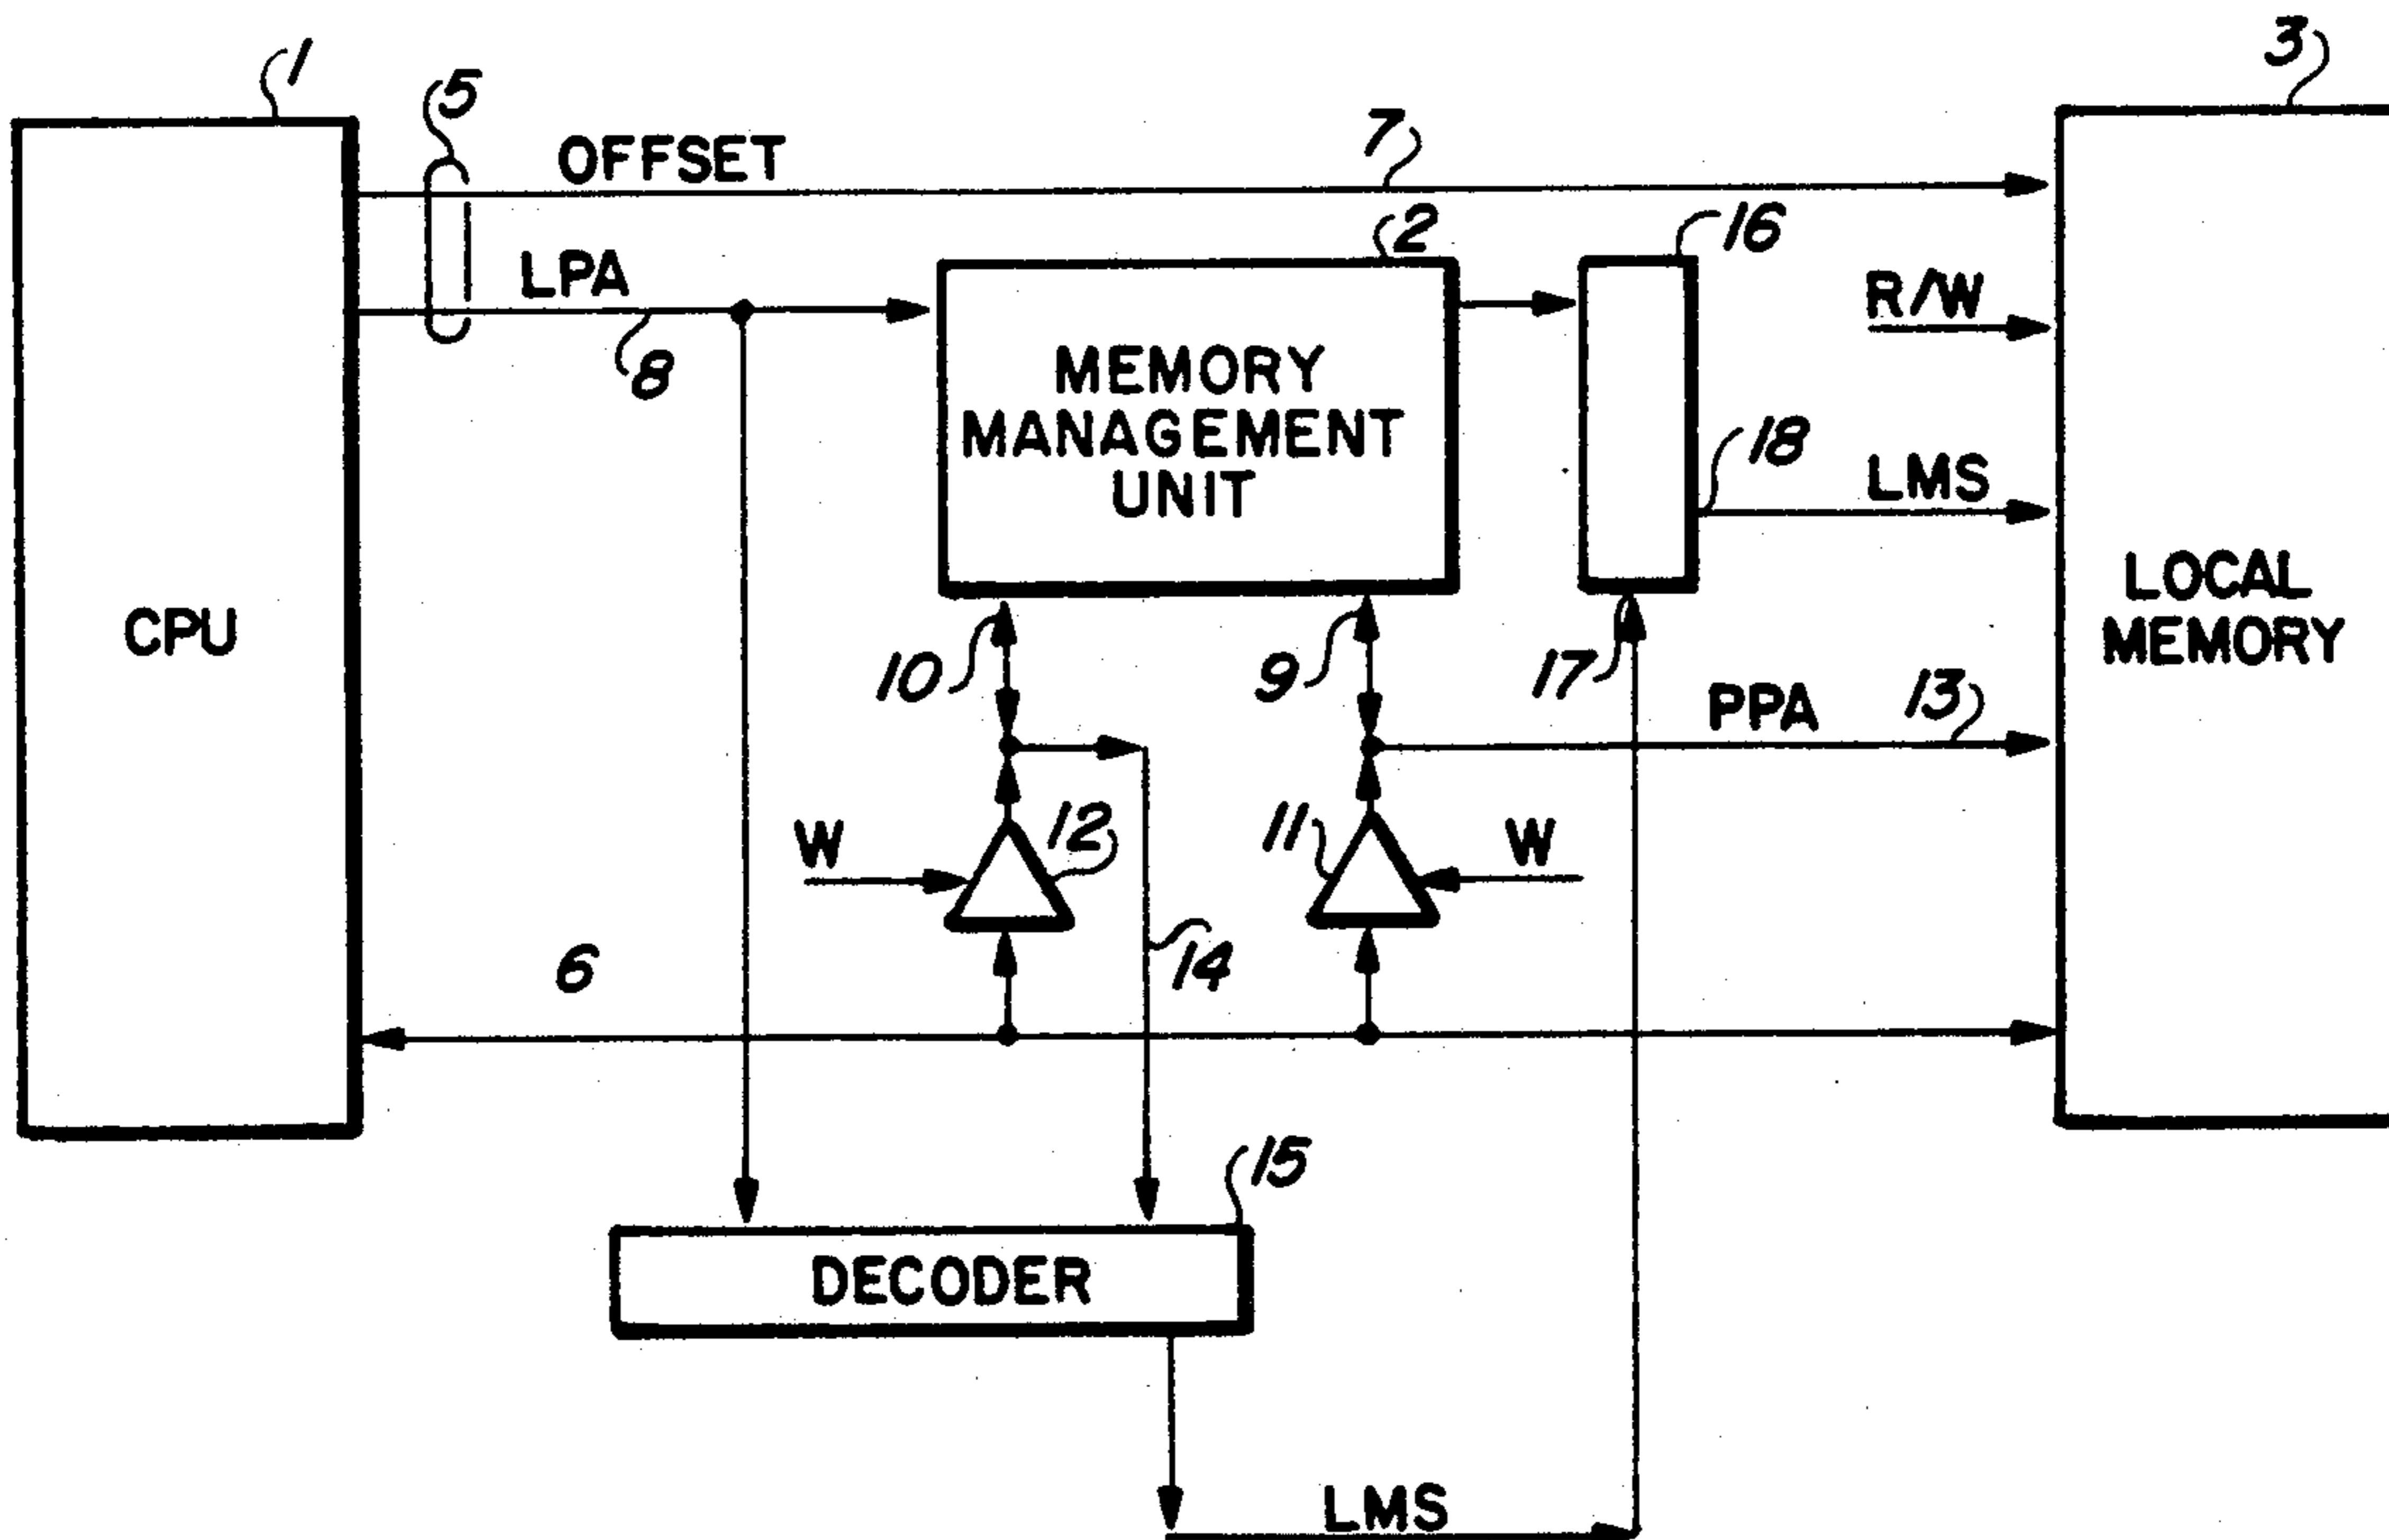 1
5
3
OFFSET
7
2
16
LPA
8
R/W
MEMORY
MANAGEMENT
UNIT
18
LMS
CPU
LOCAL
MEMORY
10
9
17
PPA
13
W
12
11
W
6
14
15
DECODER
LMS